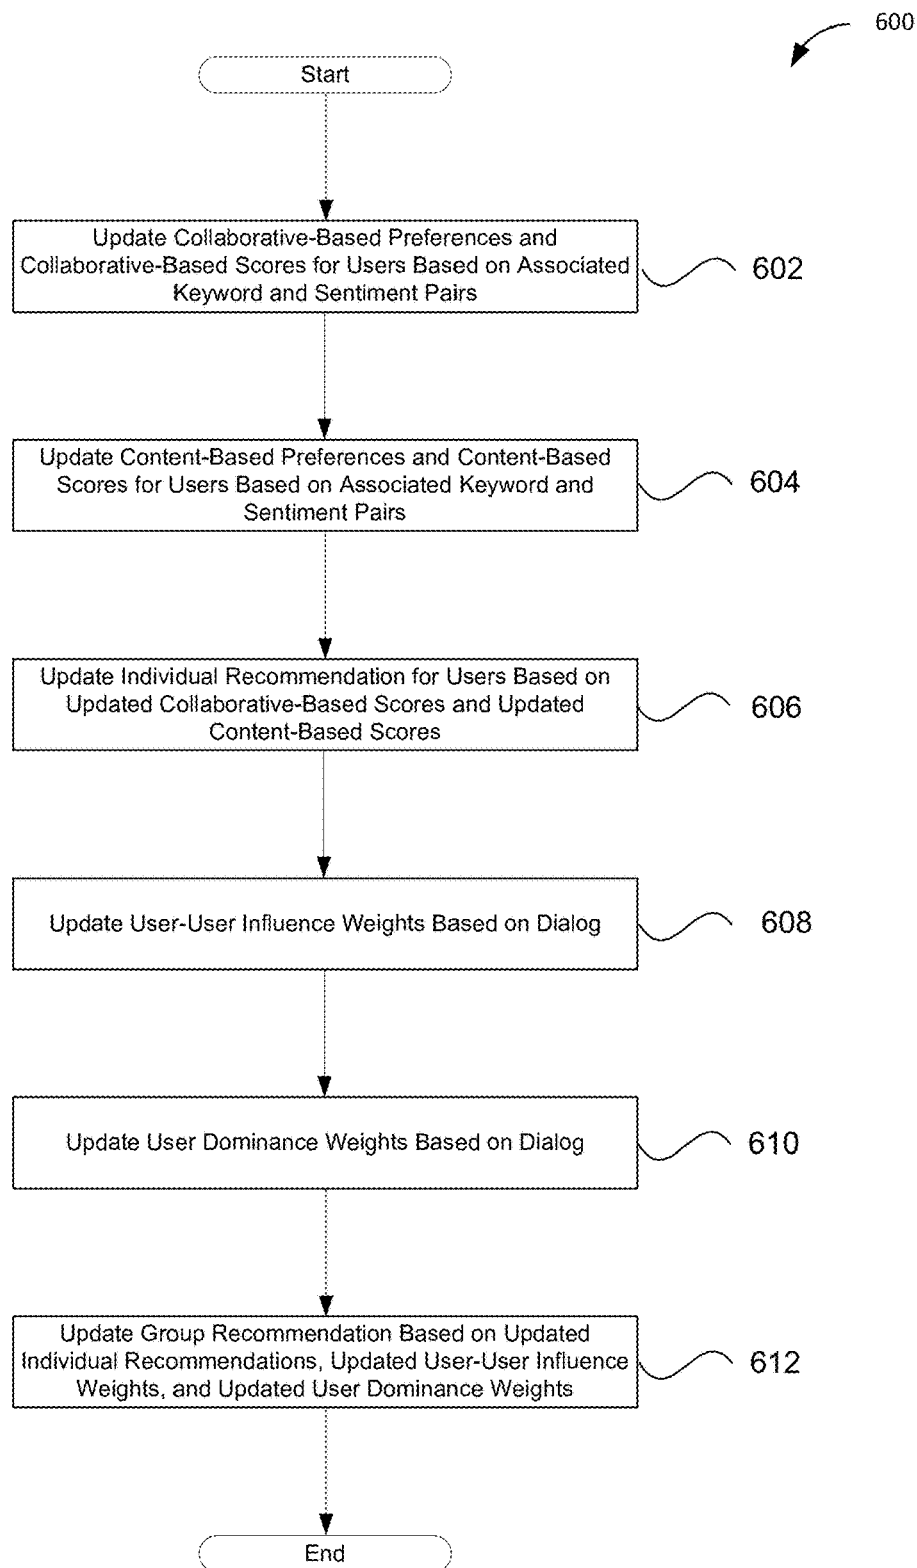 600
Start
Update Collaborative-Based Preferences and
Collaborative-Based Scores for Users Based on Associated
Keyword and Sentiment Pairs
602
Update Content-Based Preferences and Content-Based
Scores for Users Based on Associated Keyword and
Sentiment Pairs
604
Update Individual Recommendation for Users Based on
Updated Collaborative-Based Scores and Updated
Content-Based Scores
606
Update User-User Influence Weights Based on Dialog
608
Update User Dominance Weights Based on Dialog
610
Update Group Recommendation Based on Updated
Individual Recommendations, Updated User-User Influence
Weights, and Updated User Dominance Weights
612
End